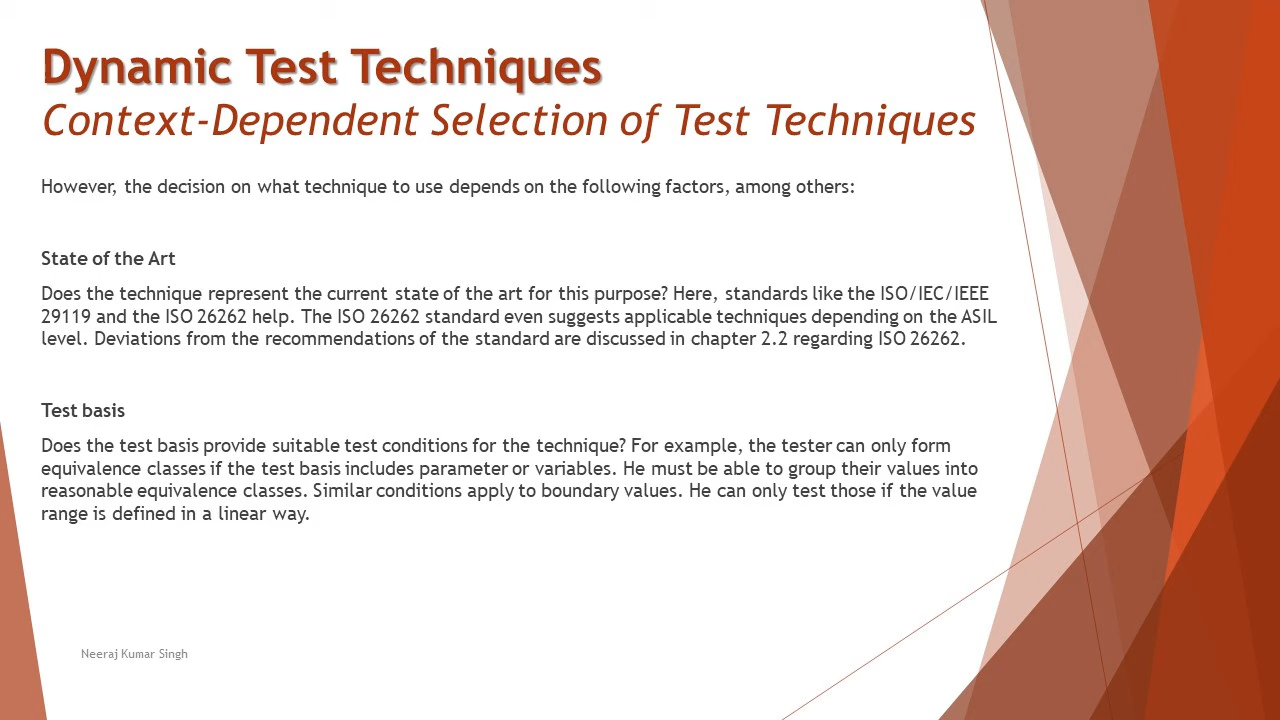 Dynamic Test Techniques
Context-Dependent Selection of Test Techniques
However, the decision on what technique to use depends on the following factors, among others:
State of the Art
Does the technique represent the current state of the art for this purpose? Here, standards like the ISO/IEC/IEEE
29119 and the ISO 26262 help. The ISO 26262 standard even suggests applicable techniques depending on the ASIL
level. Deviations from the recommendations of the standard are discussed in chapter 2.2 regarding ISO 26262.
Test basis
Does the test basis provide suitable test conditions for the technique? For example, the tester can only form
equivalence classes if the test basis includes parameter or variables. He must be able to group their values into
reasonable equivalence classes. Similar conditions apply to boundary values. He can only test those if the value
range is defined in a linear way.
Neeraj Kumar Singh